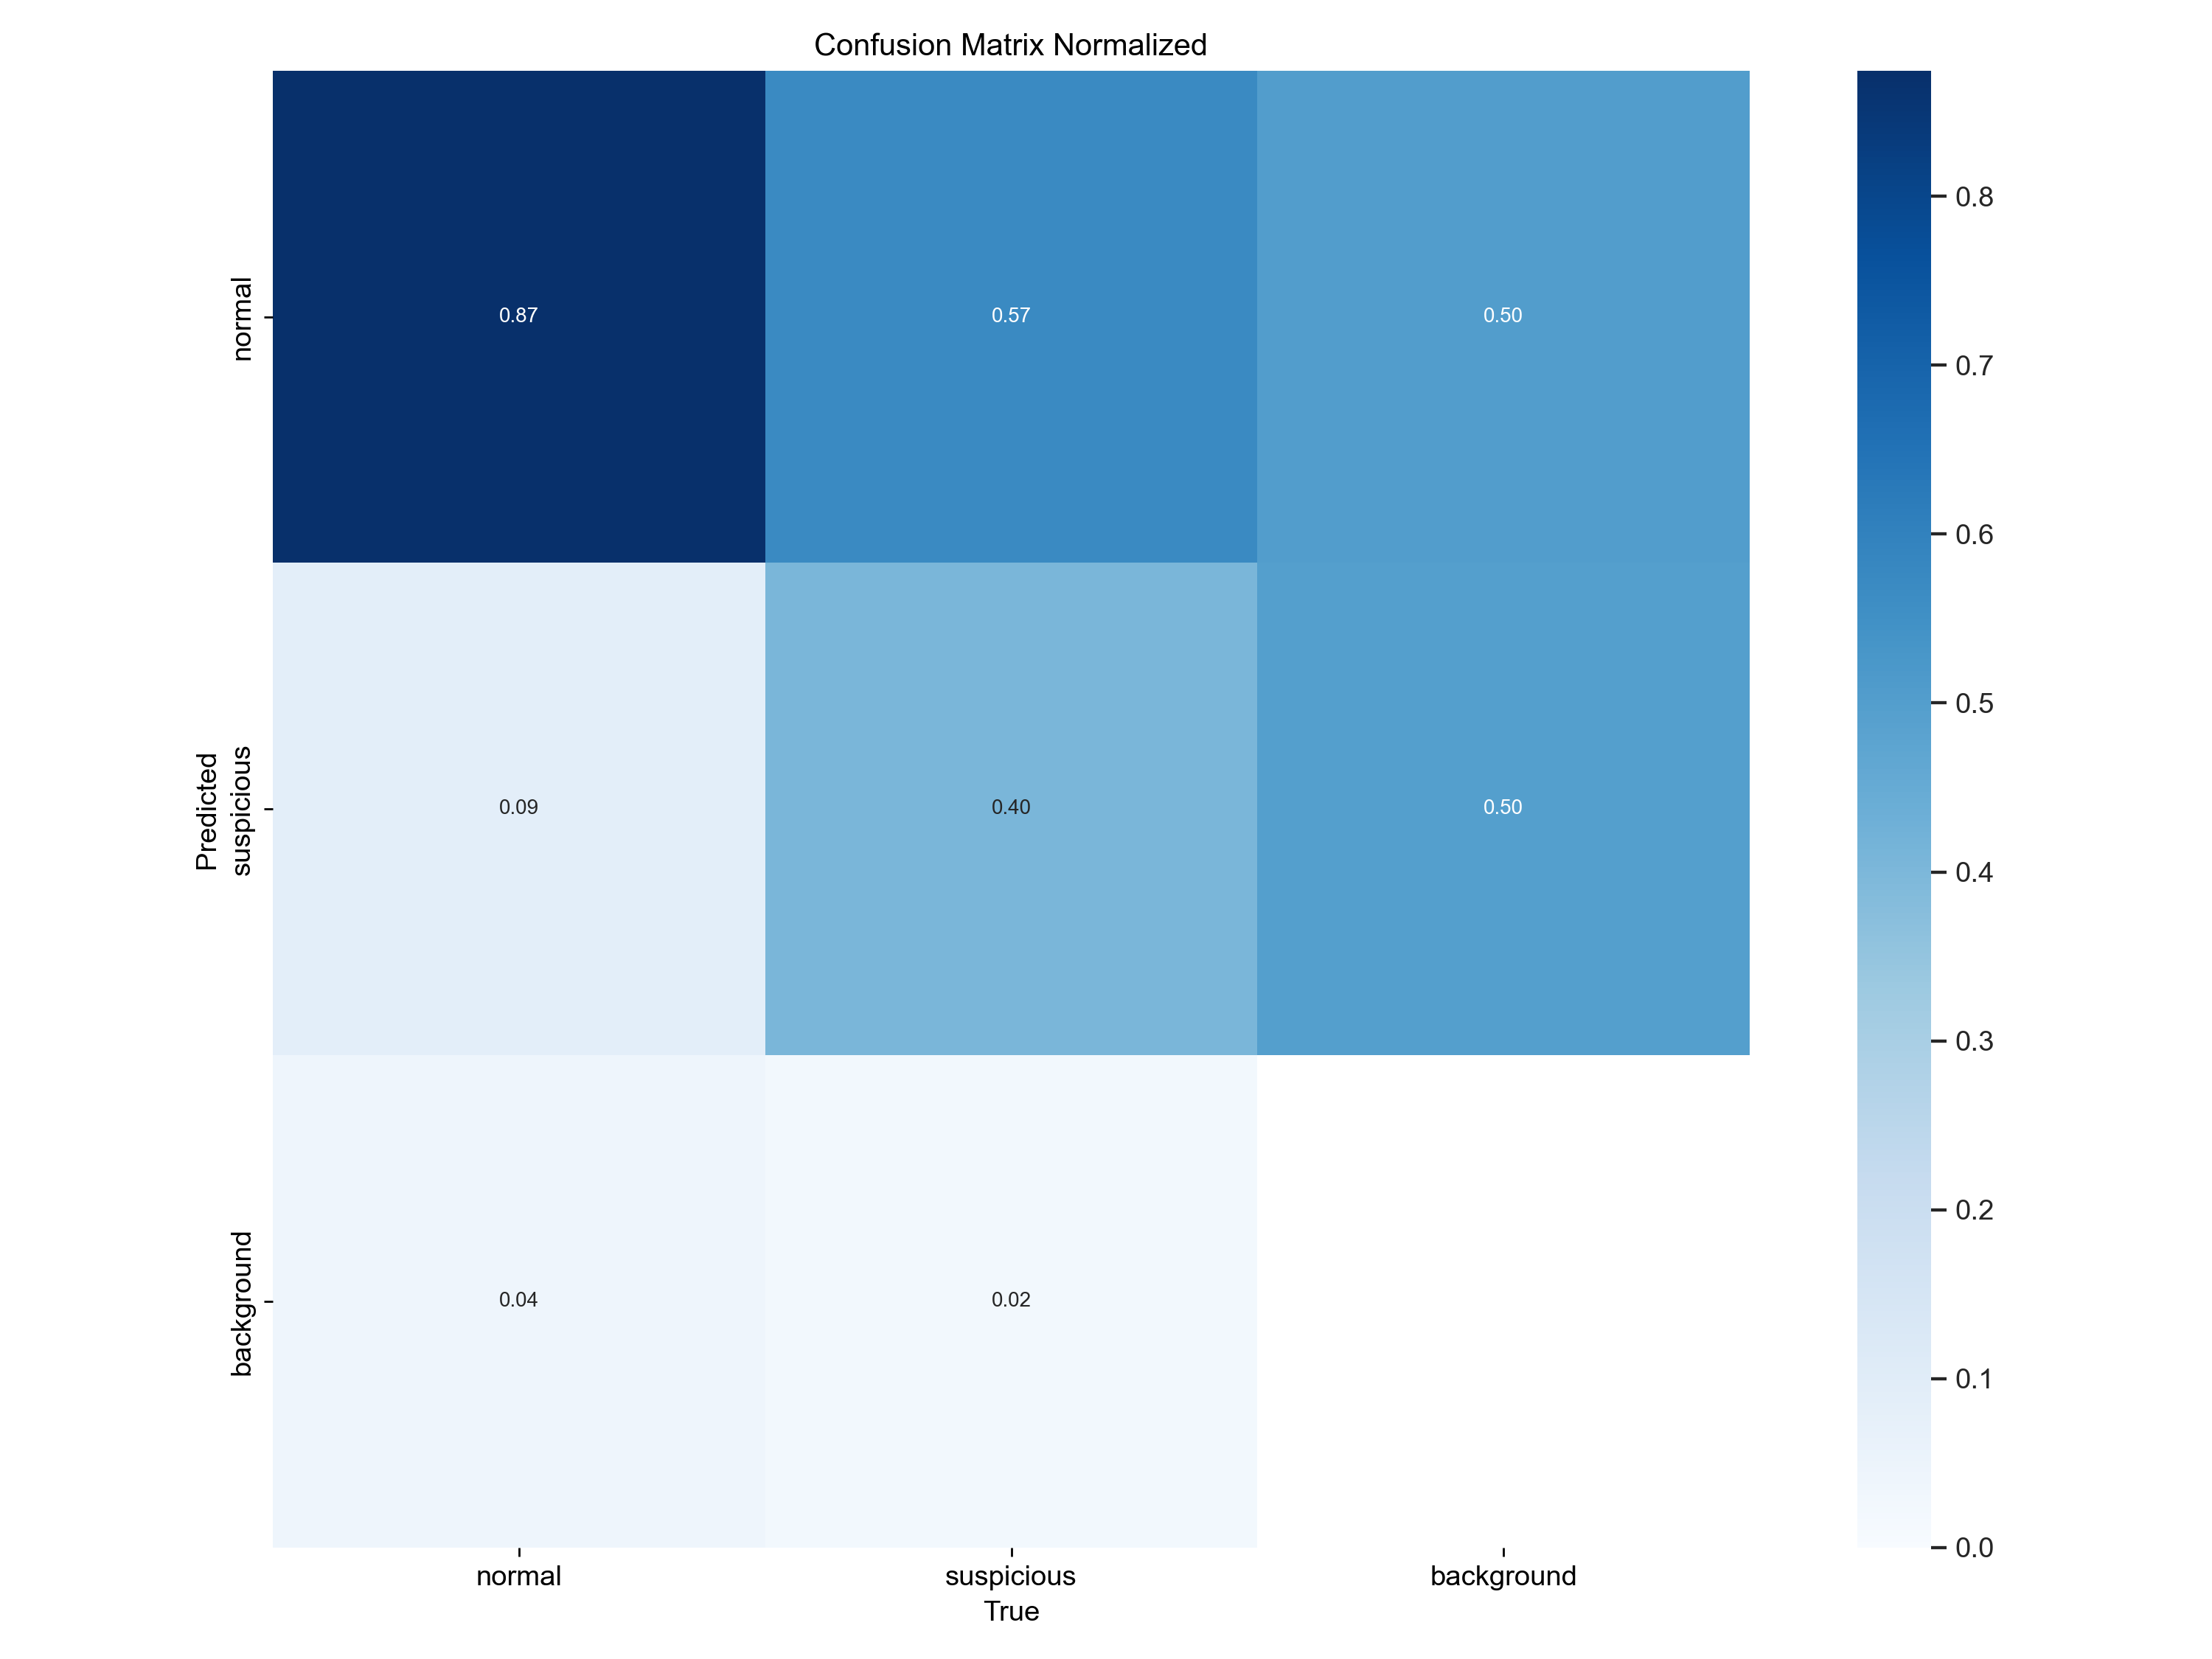 Confusion Matrix Normalized
normal
0.87
0.57
0.50
Predicted
suspicious
0.09
0.40
0.50
background
0.04
0.02
normal
suspicious
background
True
0.8
0.7
0.6
0.5
0.4
0.3
0.2
0.1
0.0